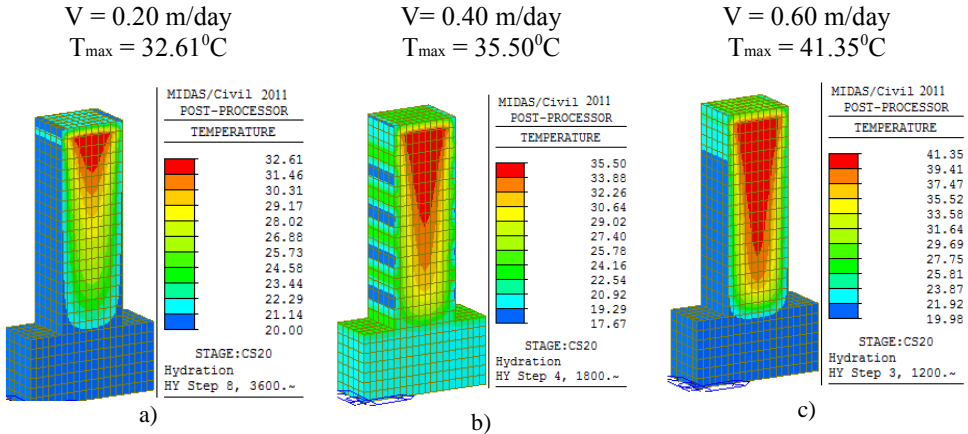 V = 0.20 m/day
Tmax = 32.61⁰C
MIDAS/Civil 2011
POST-PROCESSOR
TEMPERATURE
32.61
31.46
30.31
29.17
28.02
26.88
25.73
24.58
23.44
22.29
21.14
20.00
STAGE:CS20
Hydration
HY Step 8, 3600.~
a)
V= 0.40 m/day
Tmax = 35.50⁰C
MIDAS/Civil 2011
POST-PROCESSOR
TEMPERATURE
35.50
33.88
32.26
30.64
29.02
27.40
25.78
24.16
22.54
20.92
19.29
17.67
STAGE:CS20
Hydration
HY Step 4, 1800.~
b)
V = 0.60 m/day
Tmax = 41.35⁰C
MIDAS/Civil 2011
POST-PROCESSOR
TEMPERATURE
41.35
39.41
37.47
35.52
33.58
31.64
29.69
27.75
25.81
23.87
21.92
19.98
STAGE:CS20
Hydration
HY Step 3, 1200.~
c)